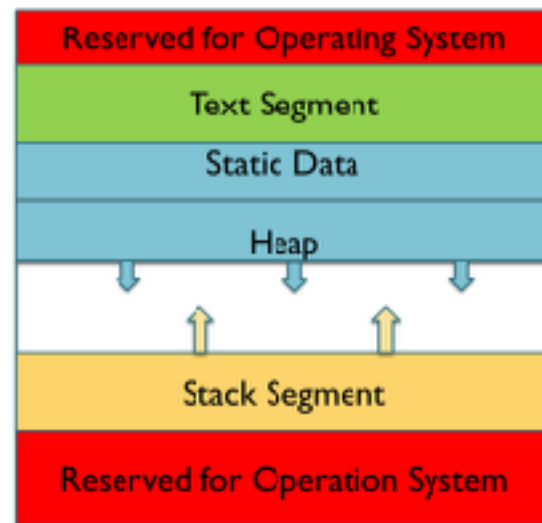 Reserved for Operating System
Text Segment
Static Data
Heap
Stack Segment
Reserved for Operation System